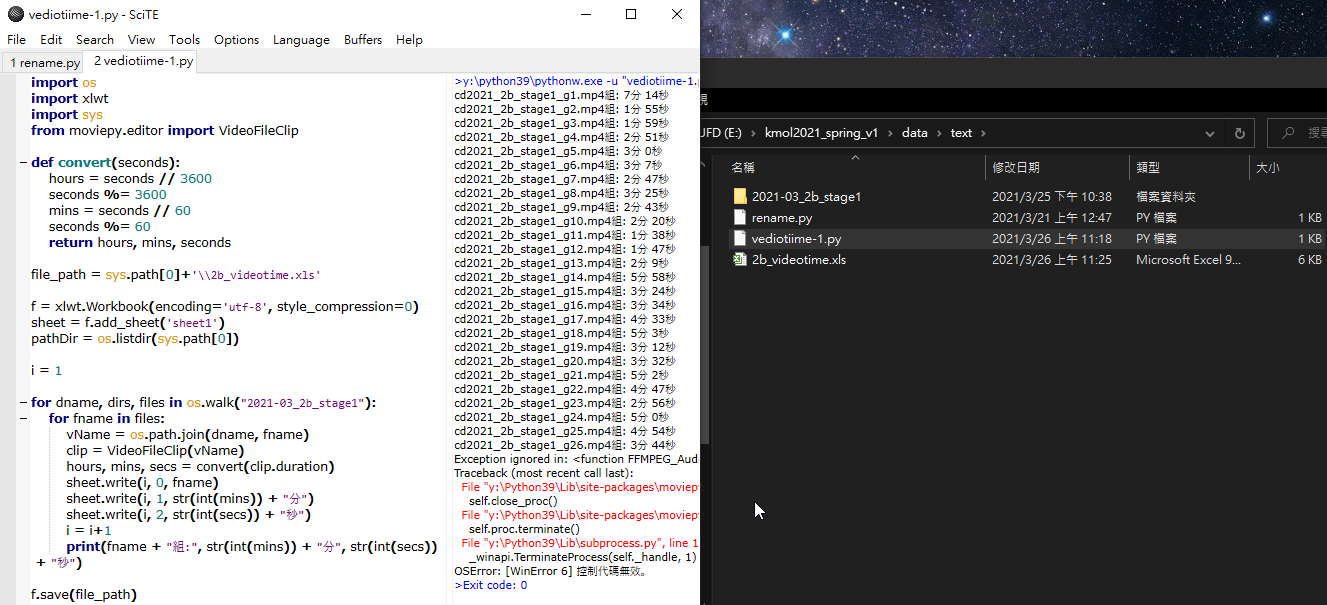 vediotiime-1.py - SciTE
File Edit Search View Tools Options Language Buffers Help
1 rename.py 2 vediotiime-1.py
import os
import xlwt
import sys
from moviepy.editor import VideoFileClip
def convert(seconds):
hours = seconds // 3600
seconds %= 3600
mins = seconds // 60
seconds %= 60
return hours, mins, seconds
file_path = sys.path[0]+'\\2b_videotime.xls'
f = xlwt.Workbook(encoding='utf-8', style_compression=0)
sheet = f.add_sheet('sheet1')
pathDir = os.listdir(sys.path[0])
i = 1
for dname, dirs, files in os.walk("2021-03_2b_stage1"):
for fname in files:
vName = os.path.join(dname, fname)
clip = VideoFileClip(vName)
hours, mins, secs = convert(clip.duration)
sheet.write(i, 0, fname)
sheet.write(i, 1, str(int(mins)) + "分")
sheet.write(i, 2, str(int(secs)) + "秒")
i = i+1
print(fname + "組:", str(int(mins)) + "分", str(int(secs))
+ "秒")
f.save(file_path)
>y:\python39\pythonw.exe -u "vediotiime-1.p
cd2021_2b_stage1_g1.mp4組: 7分 14秒
cd2021_2b_stage1_g2.mp4組: 1分 55秒
cd2021_2b_stage1_g3.mp4組: 1分 59秒
cd2021_2b_stage1_g4.mp4組: 2分 51秒
cd2021_2b_stage1_g5.mp4組: 3分 0秒
cd2021_2b_stage1_g6.mp4組: 3分 7秒
cd2021_2b_stage1_g7.mp4組: 2分 47秒
cd2021_2b_stage1_g8.mp4組: 3分 25秒
cd2021_2b_stage1_g9.mp4組: 2分 43秒
cd2021_2b_stage1_g10.mp4組: 2分 20秒
cd2021_2b_stage1_g11.mp4組: 1分 38秒
cd2021_2b_stage1_g12.mp4組: 1分 47秒
cd2021_2b_stage1_g13.mp4組: 2分 9秒
cd2021_2b_stage1_g14.mp4組: 5分 58秒
cd2021_2b_stage1_g15.mp4組: 3分 24秒
cd2021_2b_stage1_g16.mp4組: 3分 34秒
cd2021_2b_stage1_g17.mp4組: 4分 33秒
cd2021_2b_stage1_g18.mp4組: 5分 3秒
cd2021_2b_stage1_g19.mp4組: 3分 12秒
cd2021_2b_stage1_g20.mp4組: 3分 32秒
cd2021_2b_stage1_g21.mp4組: 5分 2秒
cd2021_2b_stage1_g22.mp4組: 4分 47秒
cd2021_2b_stage1_g23.mp4組: 2分 56秒
cd2021_2b_stage1_g24.mp4組: 5分 0秒
cd2021_2b_stage1_g25.mp4組: 4分 54秒
cd2021_2b_stage1_g26.mp4組: 3分 44秒
Exception ignored in: <function FFMPEG_Aud
Traceback (most recent call last):
File "y:\Python39\Lib\site-packages\moviep
self.close_proc()
File "y:\Python39\Lib\site-packages\moviep
self.proc.terminate()
File "y:\Python39\Lib\subprocess.py", line 1
_winapi.TerminateProcess(self._handle, 1)
OSError: [WinError 6] 控制代碼無效。
>Exit code: 0
視
UFD (E:) › kmol2021_spring_v1 › data › text › 搜尋
名稱 修改日期 類型 大小
2021-03_2b_stage1 2021/3/25 下午 10:38 檔案資料夾
rename.py 2021/3/21 上午 12:47 PY 檔案 1 KB
vediotiime-1.py 2021/3/26 上午 11:18 PY 檔案 1 KB
2b_videotime.xls 2021/3/26 上午 11:25 Microsoft Excel 9... 6 KB